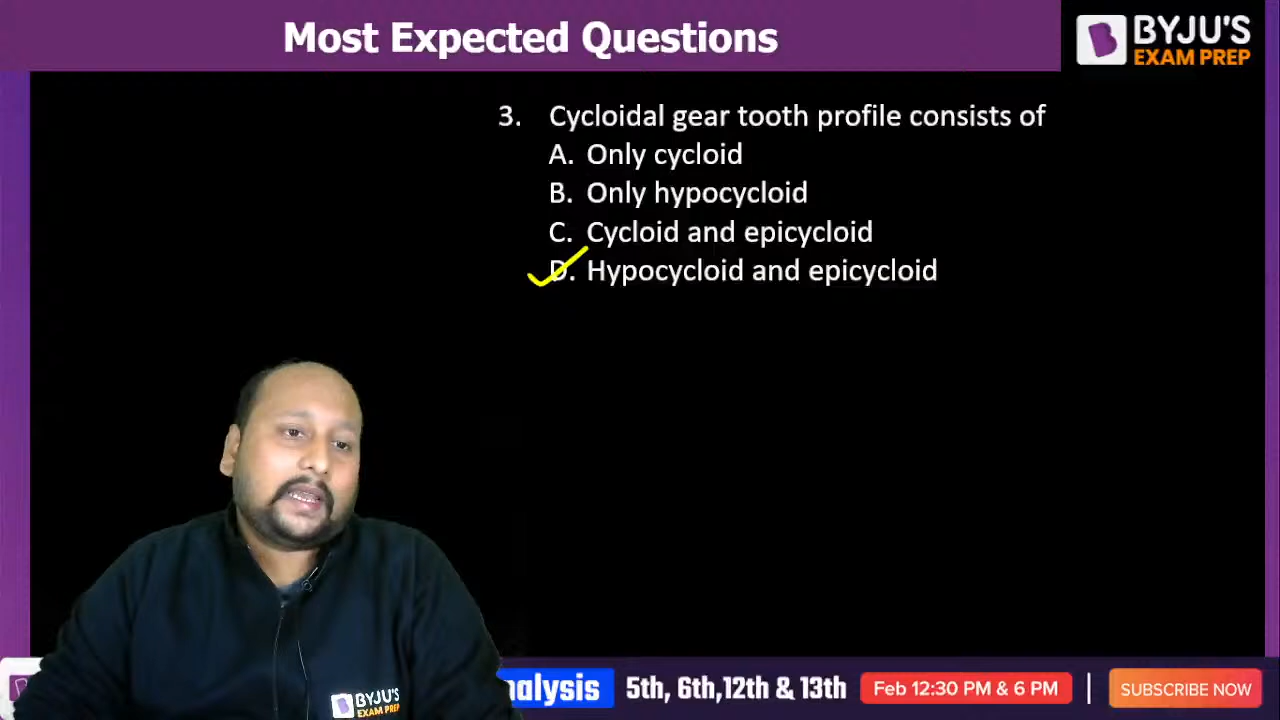 Most Expected Questions
BYJU'S
EXAM PREP
3. Cycloidal gear tooth profile consists of
A. Only cycloid
B. Only hypocycloid
C. Cycloid and epicycloid
D. Hypocycloid and epicycloid
BYJU'S
EXAM PREP
5th, 6th,12th & 13th
Feb 12:30 PM & 6 PM
SUBSCRIBE NOW